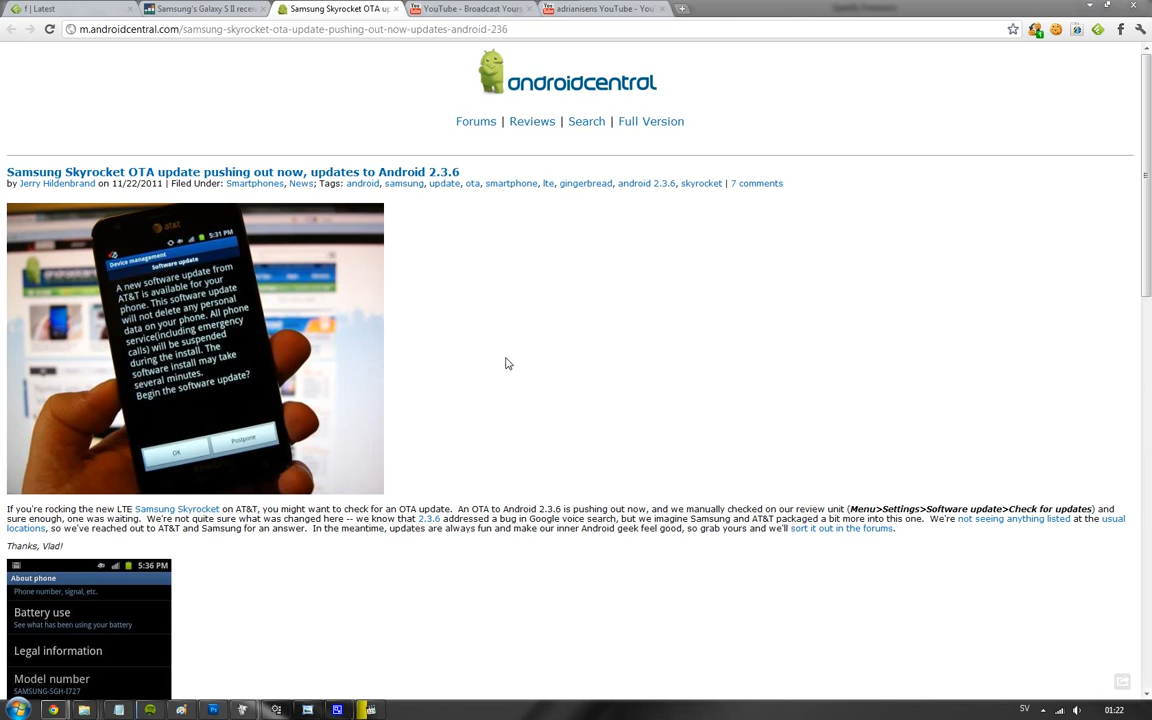 f | Latest
Samsung's Galaxy S II recei
Samsung Skyrocket OTA up
YouTube - Broadcast Yours
adrianisens YouTube - You
m.androidcentral.com/samsung-skyrocket-ota-update-pushing-out-now-updates-android-236
androidcentral
Forums | Reviews | Search | Full Version
Samsung Skyrocket OTA update pushing out now, updates to Android 2.3.6
by Jerry Hildenbrand on 11/22/2011 | Filed Under: Smartphones, News; Tags: android, samsung, update, ota, smartphone, lte, gingerbread, android 2.3.6, skyrocket | 7 comments
at&t
5:31 PM
Device management
Software update
A new software update from
AT&T is available for your
phone. This software update
will not delete any personal
data on your phone. All phone
service(including emergency
calls) will be suspended
during the install. The
software install may take
several minutes.
Begin the software update?
OK
Postpone
If you're rocking the new LTE Samsung Skyrocket on AT&T, you might want to check for an OTA update. An OTA to Android 2.3.6 is pushing out now, and we manually checked on our review unit (Menu>Settings>Software update>Check for updates) and
sure enough, one was waiting. We're not quite sure what was changed here -- we know that 2.3.6 addressed a bug in Google voice search, but we imagine Samsung and AT&T packaged a bit more into this one. We're not seeing anything listed at the usual
locations, so we've reached out to AT&T and Samsung for an answer. In the meantime, updates are always fun and make our inner Android geek feel good, so grab yours and we'll sort it out in the forums.
Thanks, Vlad!
5:36 PM
About phone
Phone number, signal, etc.
Battery use
See what has been using your battery
Legal information
Model number
SAMSUNG-SGH-I727
SV
01:22